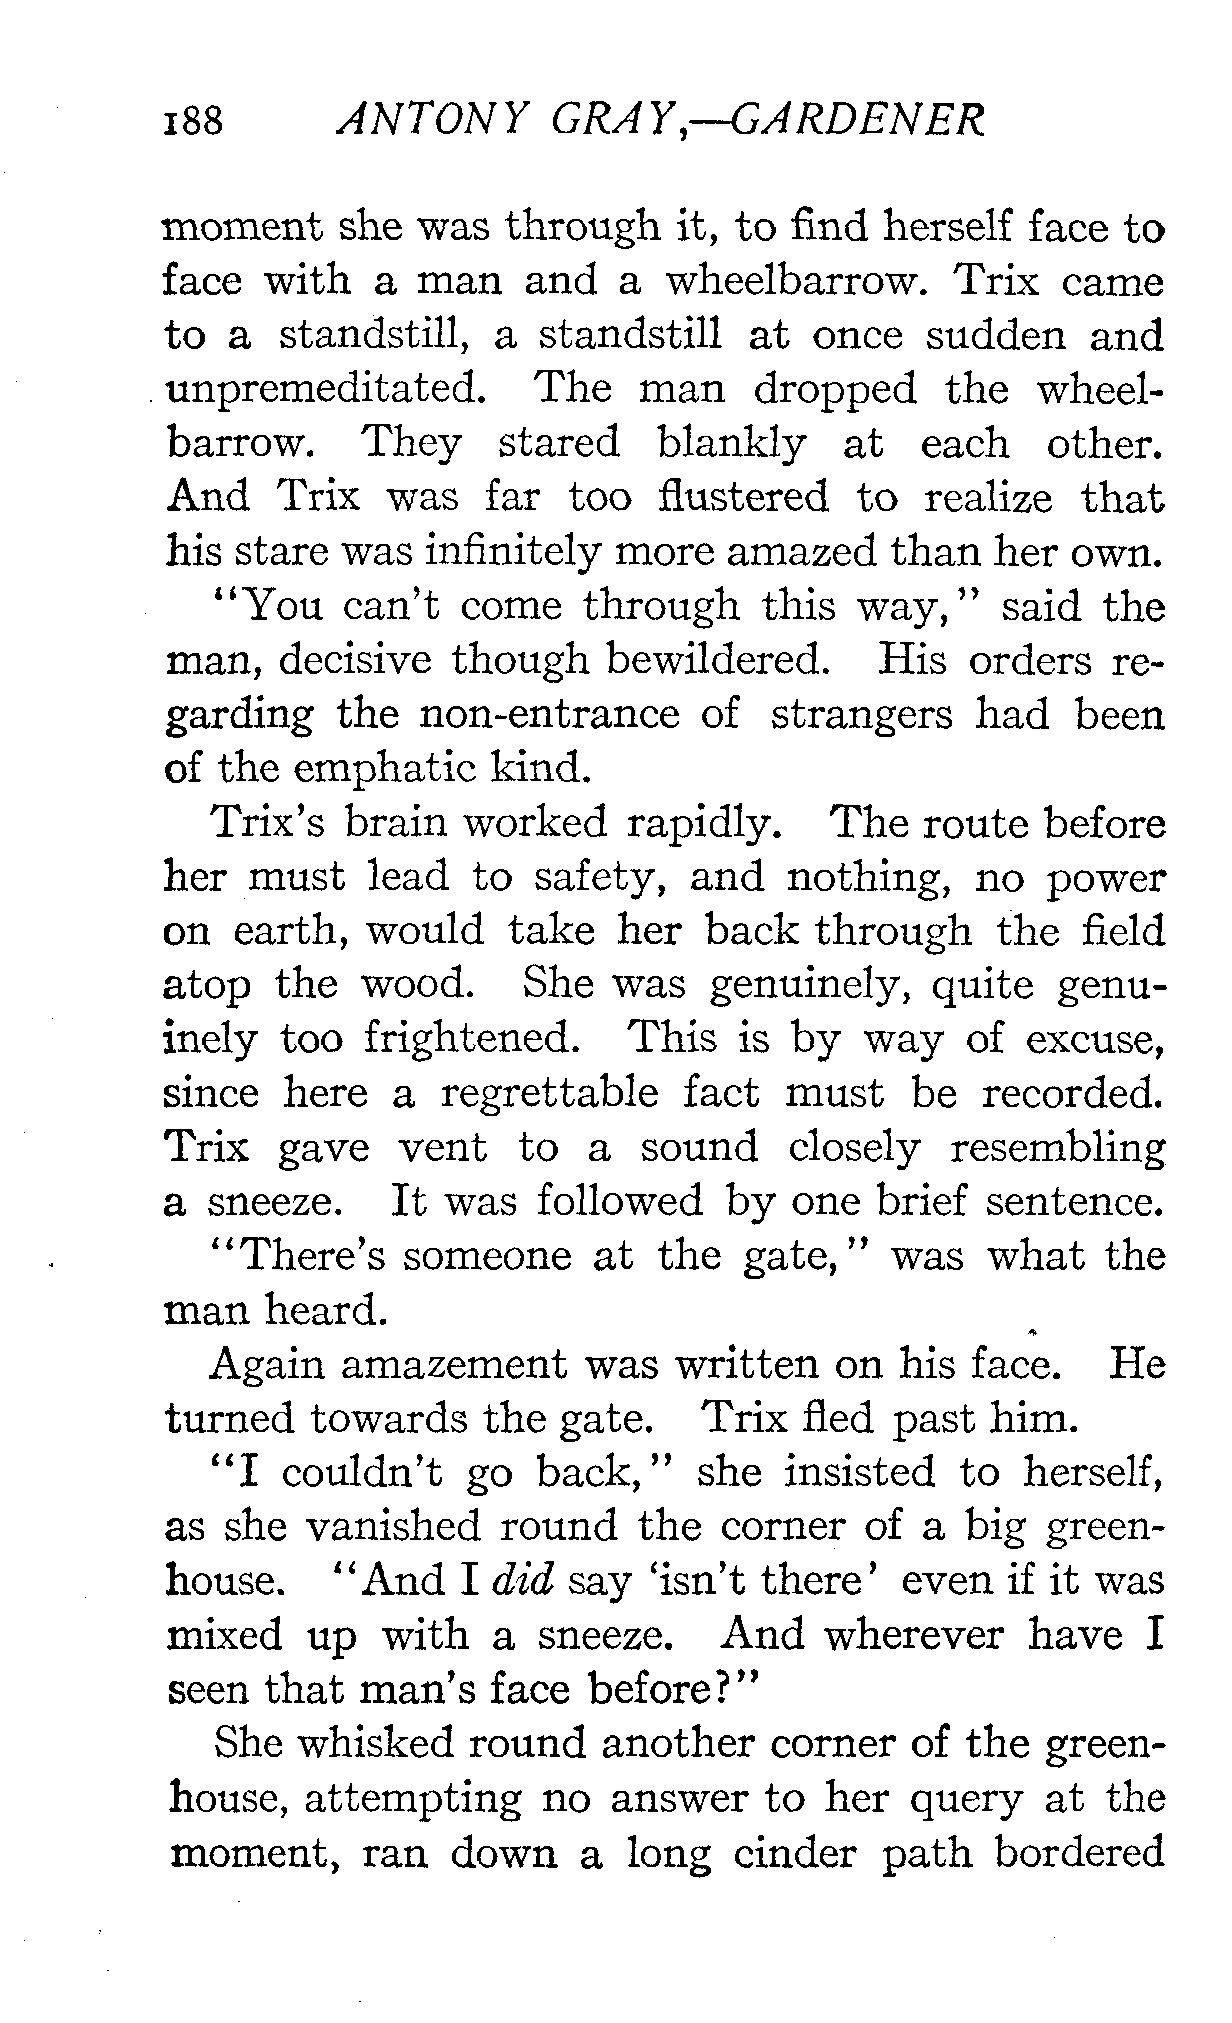 188 ANTONY GRAY,—GARDENER
moment she was through it, to find herself face to
face with a man and a wheelbarrow. Trix came
to a standstill, a standstill at once sudden and
unpremeditated. The man dropped the wheel-
barrow. They stared blankly at each other.
And Trix was far too flustered to realize that
his stare was infinitely more amazed than her own.
"You can't come through this way," said the
man, decisive though bewildered. His orders re-
garding the non-entrance of strangers had been
of the emphatic kind.
Trix's brain worked rapidly. The route before
her must lead to safety, and nothing, no power
on earth, would take her back through the field
atop the wood. She was genuinely, quite genu-
inely too frightened. This is by way of excuse,
since here a regrettable fact must be recorded.
Trix gave vent to a sound closely resembling
a sneeze. It was followed by one brief sentence.
"There's someone at the gate," was what the
man heard.
Again amazement was written on his face. He
turned towards the gate. Trix fled past him.
"I couldn't go back," she insisted to herself,
as she vanished round the corner of a big green-
house. "And I did say 'isn't there' even if it was
mixed up with a sneeze. And wherever have I
seen that man's face before?"
She whisked round another corner of the green-
house, attempting no answer to her query at the
moment, ran down a long cinder path bordered